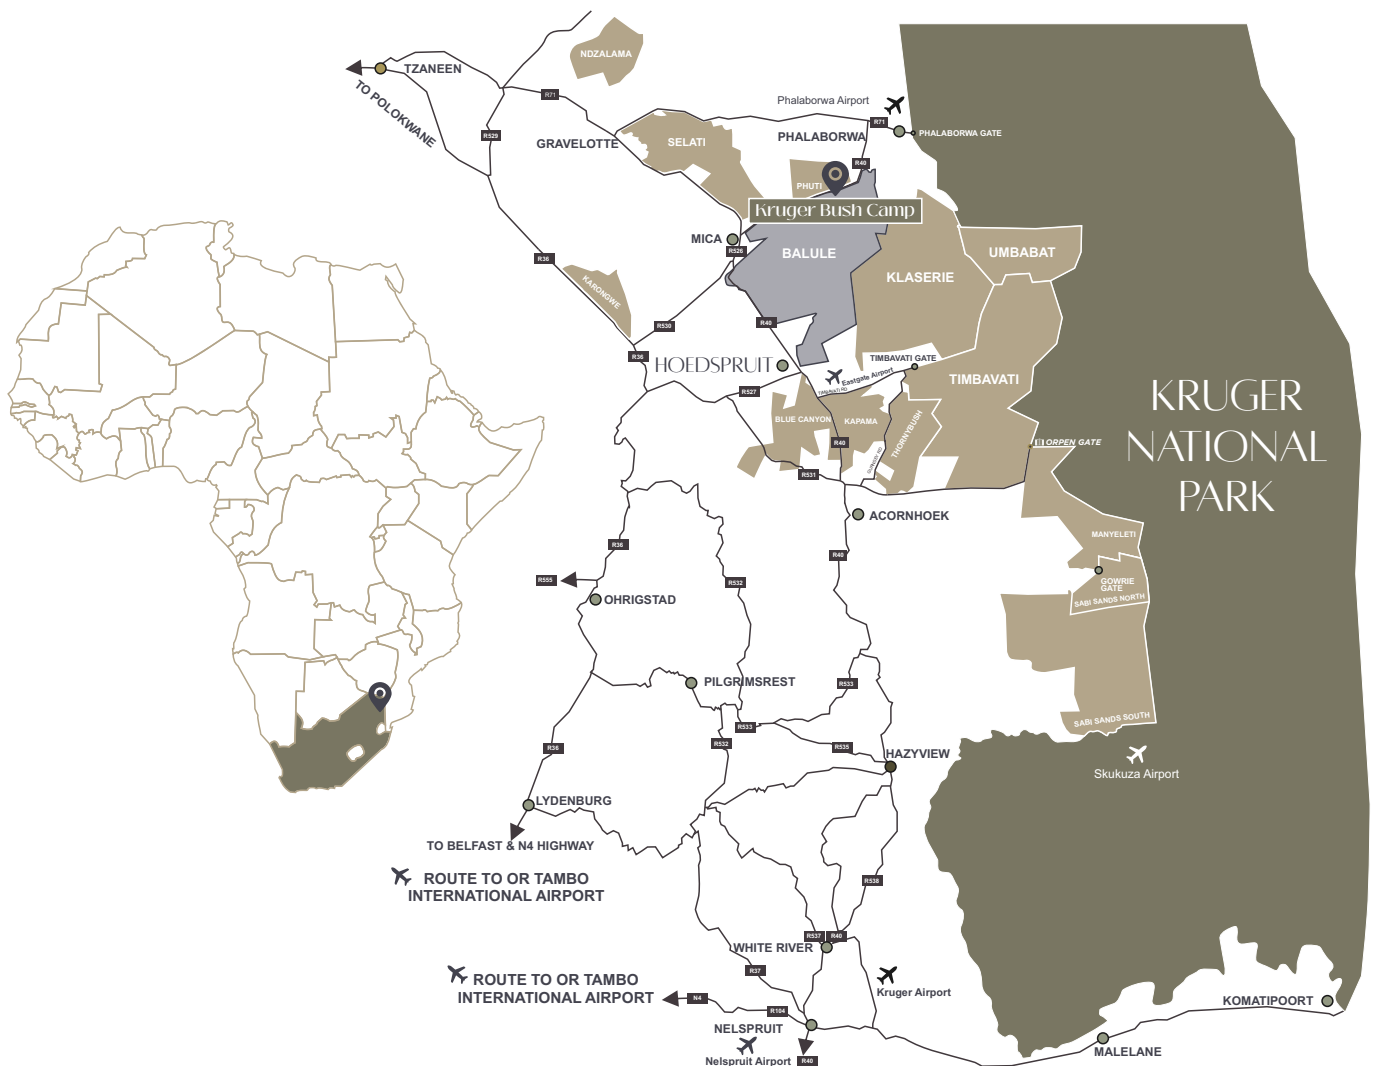 NDZALAMA
TZANEEN
TO POLOKWANE
R71
R529
GRAVELOTTE
SELATI
Phalaborwa Airport
PHALABORWA
R71
PHALABORWA GATE
R40
PHUTI
Kruger Bush Camp
MICA
R526
BALULE
KLASERIE
UMBABAT
R36
KARONGWE
R530
R40
R36
HOEDSPRUIT
TIMBAVATI GATE
Eastgate Airport
TIMBAVATI RD
TIMBAVATI
R527
BLUE CANYON
KAPAMA
THORNYBUSH
R40
R531
ORPEN GATE
KRUGER
NATIONAL
PARK
ACORNHOEK
R36
R40
MANYELETI
R555
R532
GOWRIE
GATE
OHRIGSTAD
SABI SANDS NORTH
PILGRIMSREST
R533
SABI SANDS SOUTH
R533
R36
R532
R535
HAZYVIEW
Skukuza Airport
LYDENBURG
TO BELFAST & N4 HIGHWAY
ROUTE TO OR TAMBO
INTERNATIONAL AIRPORT
R538
R537
R40
WHITE RIVER
R37
ROUTE TO OR TAMBO
INTERNATIONAL AIRPORT
N4
R104
Kruger Airport
KOMATIPOORT
NELSPRUIT
Nelspruit Airport
R40
MALELANE